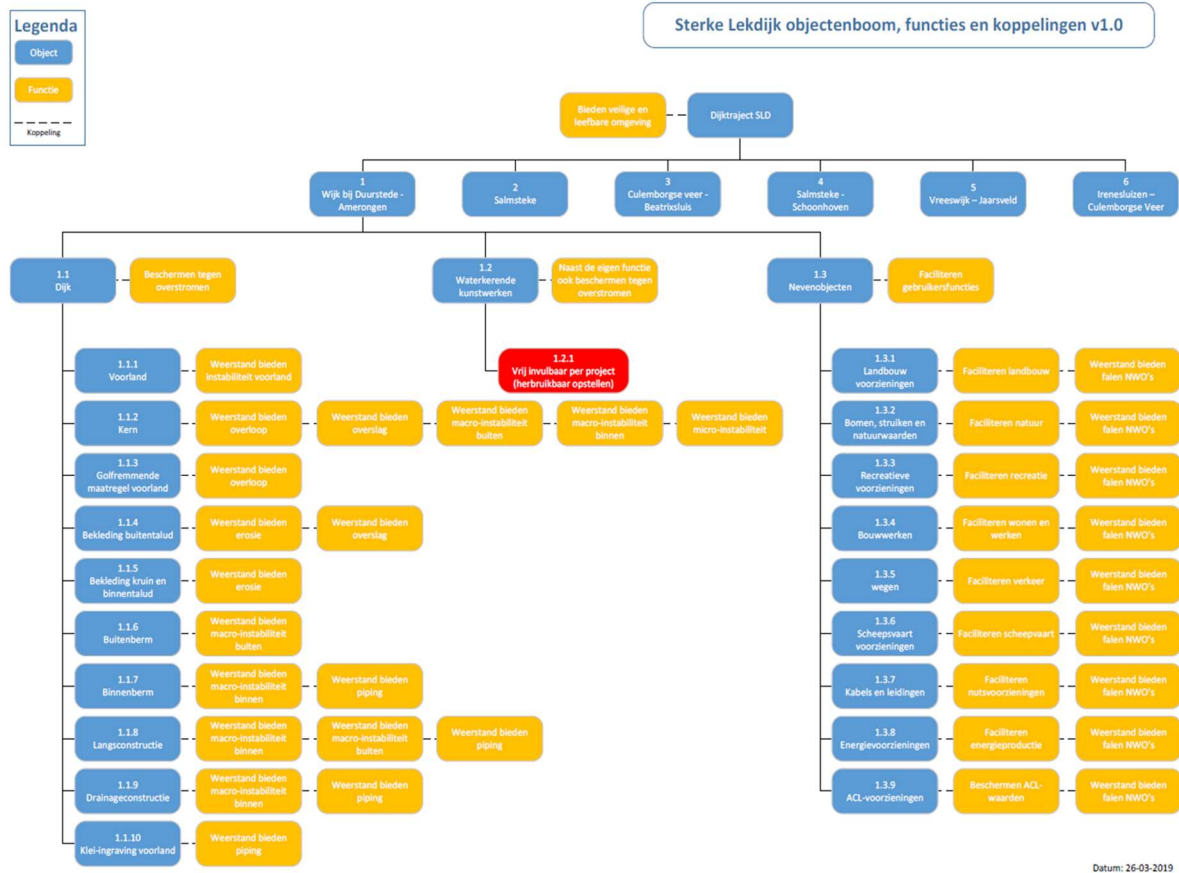 Legenda
Object
Functie
Koppeling
Sterke Lekdijk objectenboom, functies en koppelingen v1.0
Bieden veilige en
leefbare omgeving
Dijktraject SLD
1
Wijk bij Duurstede -
Amerongen
2
Salmsteke
3
Culemborgse veer -
Beatrixsluis
4
Salmsteke -
Schoonhoven
5
Vreeswijk – Jaarsveld
6
Irenesluizen –
Culemborgse Veer
1.1
Dijk
Beschermen tegen
overstromen
1.2
Waterkerende
kunstwerken
Naast de eigen functie
ook beschermen tegen
overstromen
1.3
Nevenobjecten
Faciliteren
gebruikersfuncties
1.1.1
Voorland
Weerstand bieden
instabiliteit voorland
1.1.2
Kern
Weerstand bieden
overloop
Weerstand bieden
overslag
Weerstand bieden
macro-instabiliteit
buiten
Weerstand bieden
macro-instabiliteit
binnen
Weerstand bieden
micro-instabiliteit
1.1.3
Golfremmende
maatregel voorland
Weerstand bieden
overloop
1.1.4
Bekleding buitentalud
Weerstand bieden
erosie
Weerstand bieden
overslag
1.1.5
Bekleding kruin en
binnentalud
Weerstand bieden
erosie
1.1.6
Buitenberm
Weerstand bieden
macro-instabiliteit
buiten
1.1.7
Binnenberm
Weerstand bieden
macro-instabiliteit
binnen
Weerstand bieden
piping
1.1.8
Langsconstructie
Weerstand bieden
macro-instabiliteit
binnen
Weerstand bieden
macro-instabiliteit
buiten
Weerstand bieden
piping
1.1.9
Drainageconstructie
Weerstand bieden
macro-instabiliteit
binnen
Weerstand bieden
piping
1.1.10
Klei-ingraving voorland
Weerstand bieden
piping
1.2.1
Vrij invulbaar per project
(herbruikbaar opstellen)
1.3.1
Landbouw
voorzieningen
Faciliteren landbouw
Weerstand bieden
falen NWO's
1.3.2
Bomen, struiken en
natuurwaarden
Faciliteren natuur
Weerstand bieden
falen NWO's
1.3.3
Recreatieve
voorzieningen
Faciliteren recreatie
Weerstand bieden
falen NWO's
1.3.4
Bouwwerken
Faciliteren wonen en
werken
Weerstand bieden
falen NWO's
1.3.5
wegen
Faciliteren verkeer
Weerstand bieden
falen NWO's
1.3.6
Scheepsvaart
voorzieningen
Faciliteren scheepvaart
Weerstand bieden
falen NWO's
1.3.7
Kabels en leidingen
Faciliteren
nutsvoorzieningen
Weerstand bieden
falen NWO's
1.3.8
Energievoorzieningen
Faciliteren
energieproductie
Weerstand bieden
falen NWO's
1.3.9
ACL-voorzieningen
Beschermen ACL-
waarden
Weerstand bieden
falen NWO's
Datum: 26-03-2019